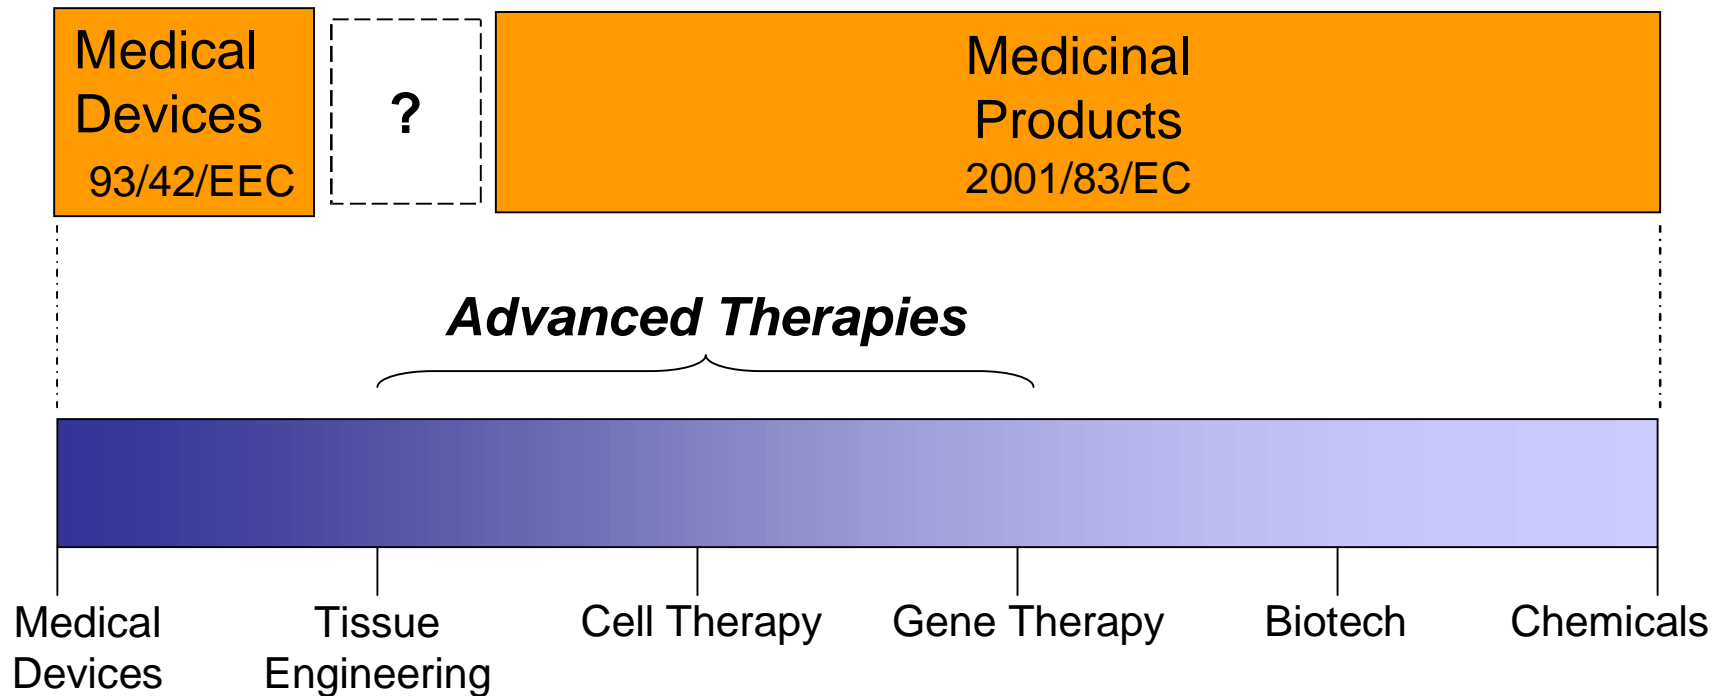 Medical
Devices
93/42/EEC
?
Medicinal
Products
2001/83/EC
Advanced Therapies
Medical
Devices
Tissue
Engineering
Cell Therapy
Gene Therapy
Biotech
Chemicals